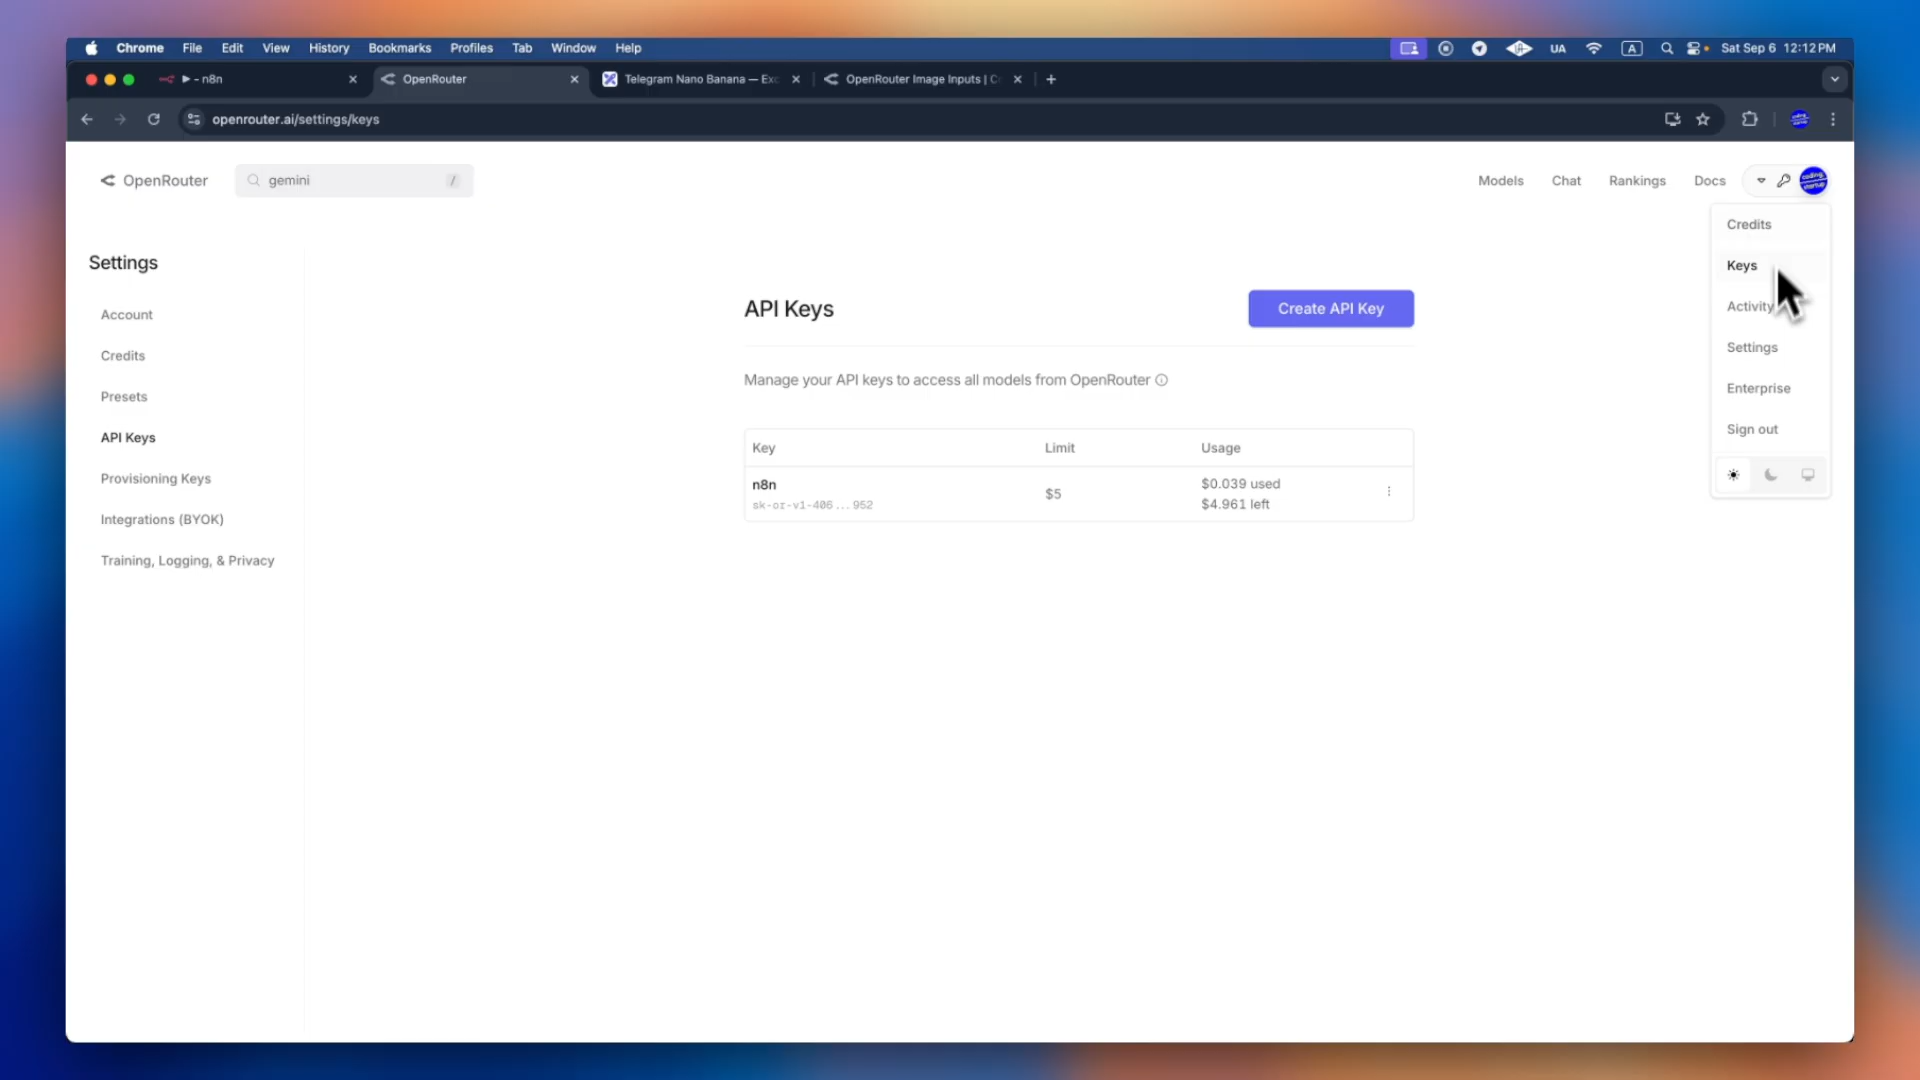 Chrome File Edit View History Bookmarks Profiles Tab Window Help UA A Sat Sep 6 12:12 PM
► - n8n OpenRouter Telegram Nano Banana — Exc OpenRouter Image Inputs | C
openrouter.ai/settings/keys
OpenRouter gemini / Models Chat Rankings Docs coding startup
Credits
Keys
Activity
Settings
Enterprise
Sign out
Settings
Account
Credits
Presets
API Keys
Provisioning Keys
Integrations (BYOK)
Training, Logging, & Privacy
API Keys Create API Key
Manage your API keys to access all models from OpenRouter
Key Limit Usage
n8n $5 $0.039 used
sk-or-v1-406...952 $4.961 left